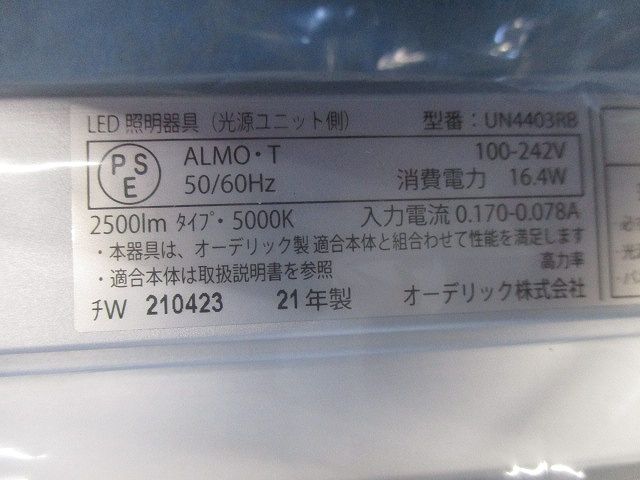 LED 照明器具（光源ユニット側） 型番：UN4403RB
PSE ALMO・T 100-242V
50/60Hz 消費電力 16.4W
2500lm タイプ・5000K 入力電流 0.170-0.078A
・本器具は、オーデリック製 適合本体と組合わせて性能を満足します
・適合本体は取扱説明書を参照 高力率
ﾁW 210423 21年製 オーデリック株式会社